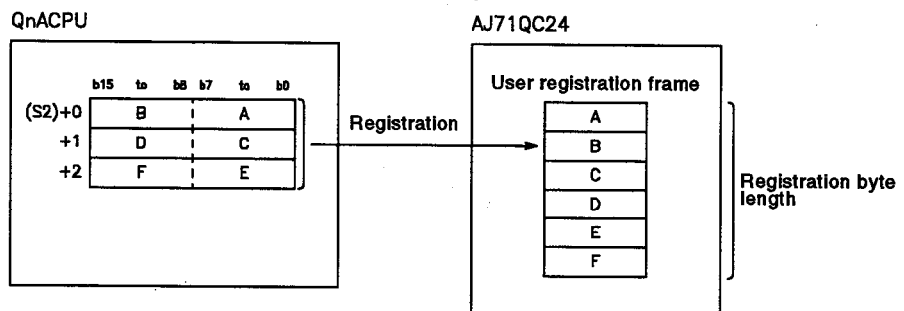 QnACPU
AJ71QC24
b15 to b8 b7 to b0
(S2)+0 B A
+1 D C
+2 F E
Registration
User registration frame
A
B
C
D
E
F
Registration byte
length